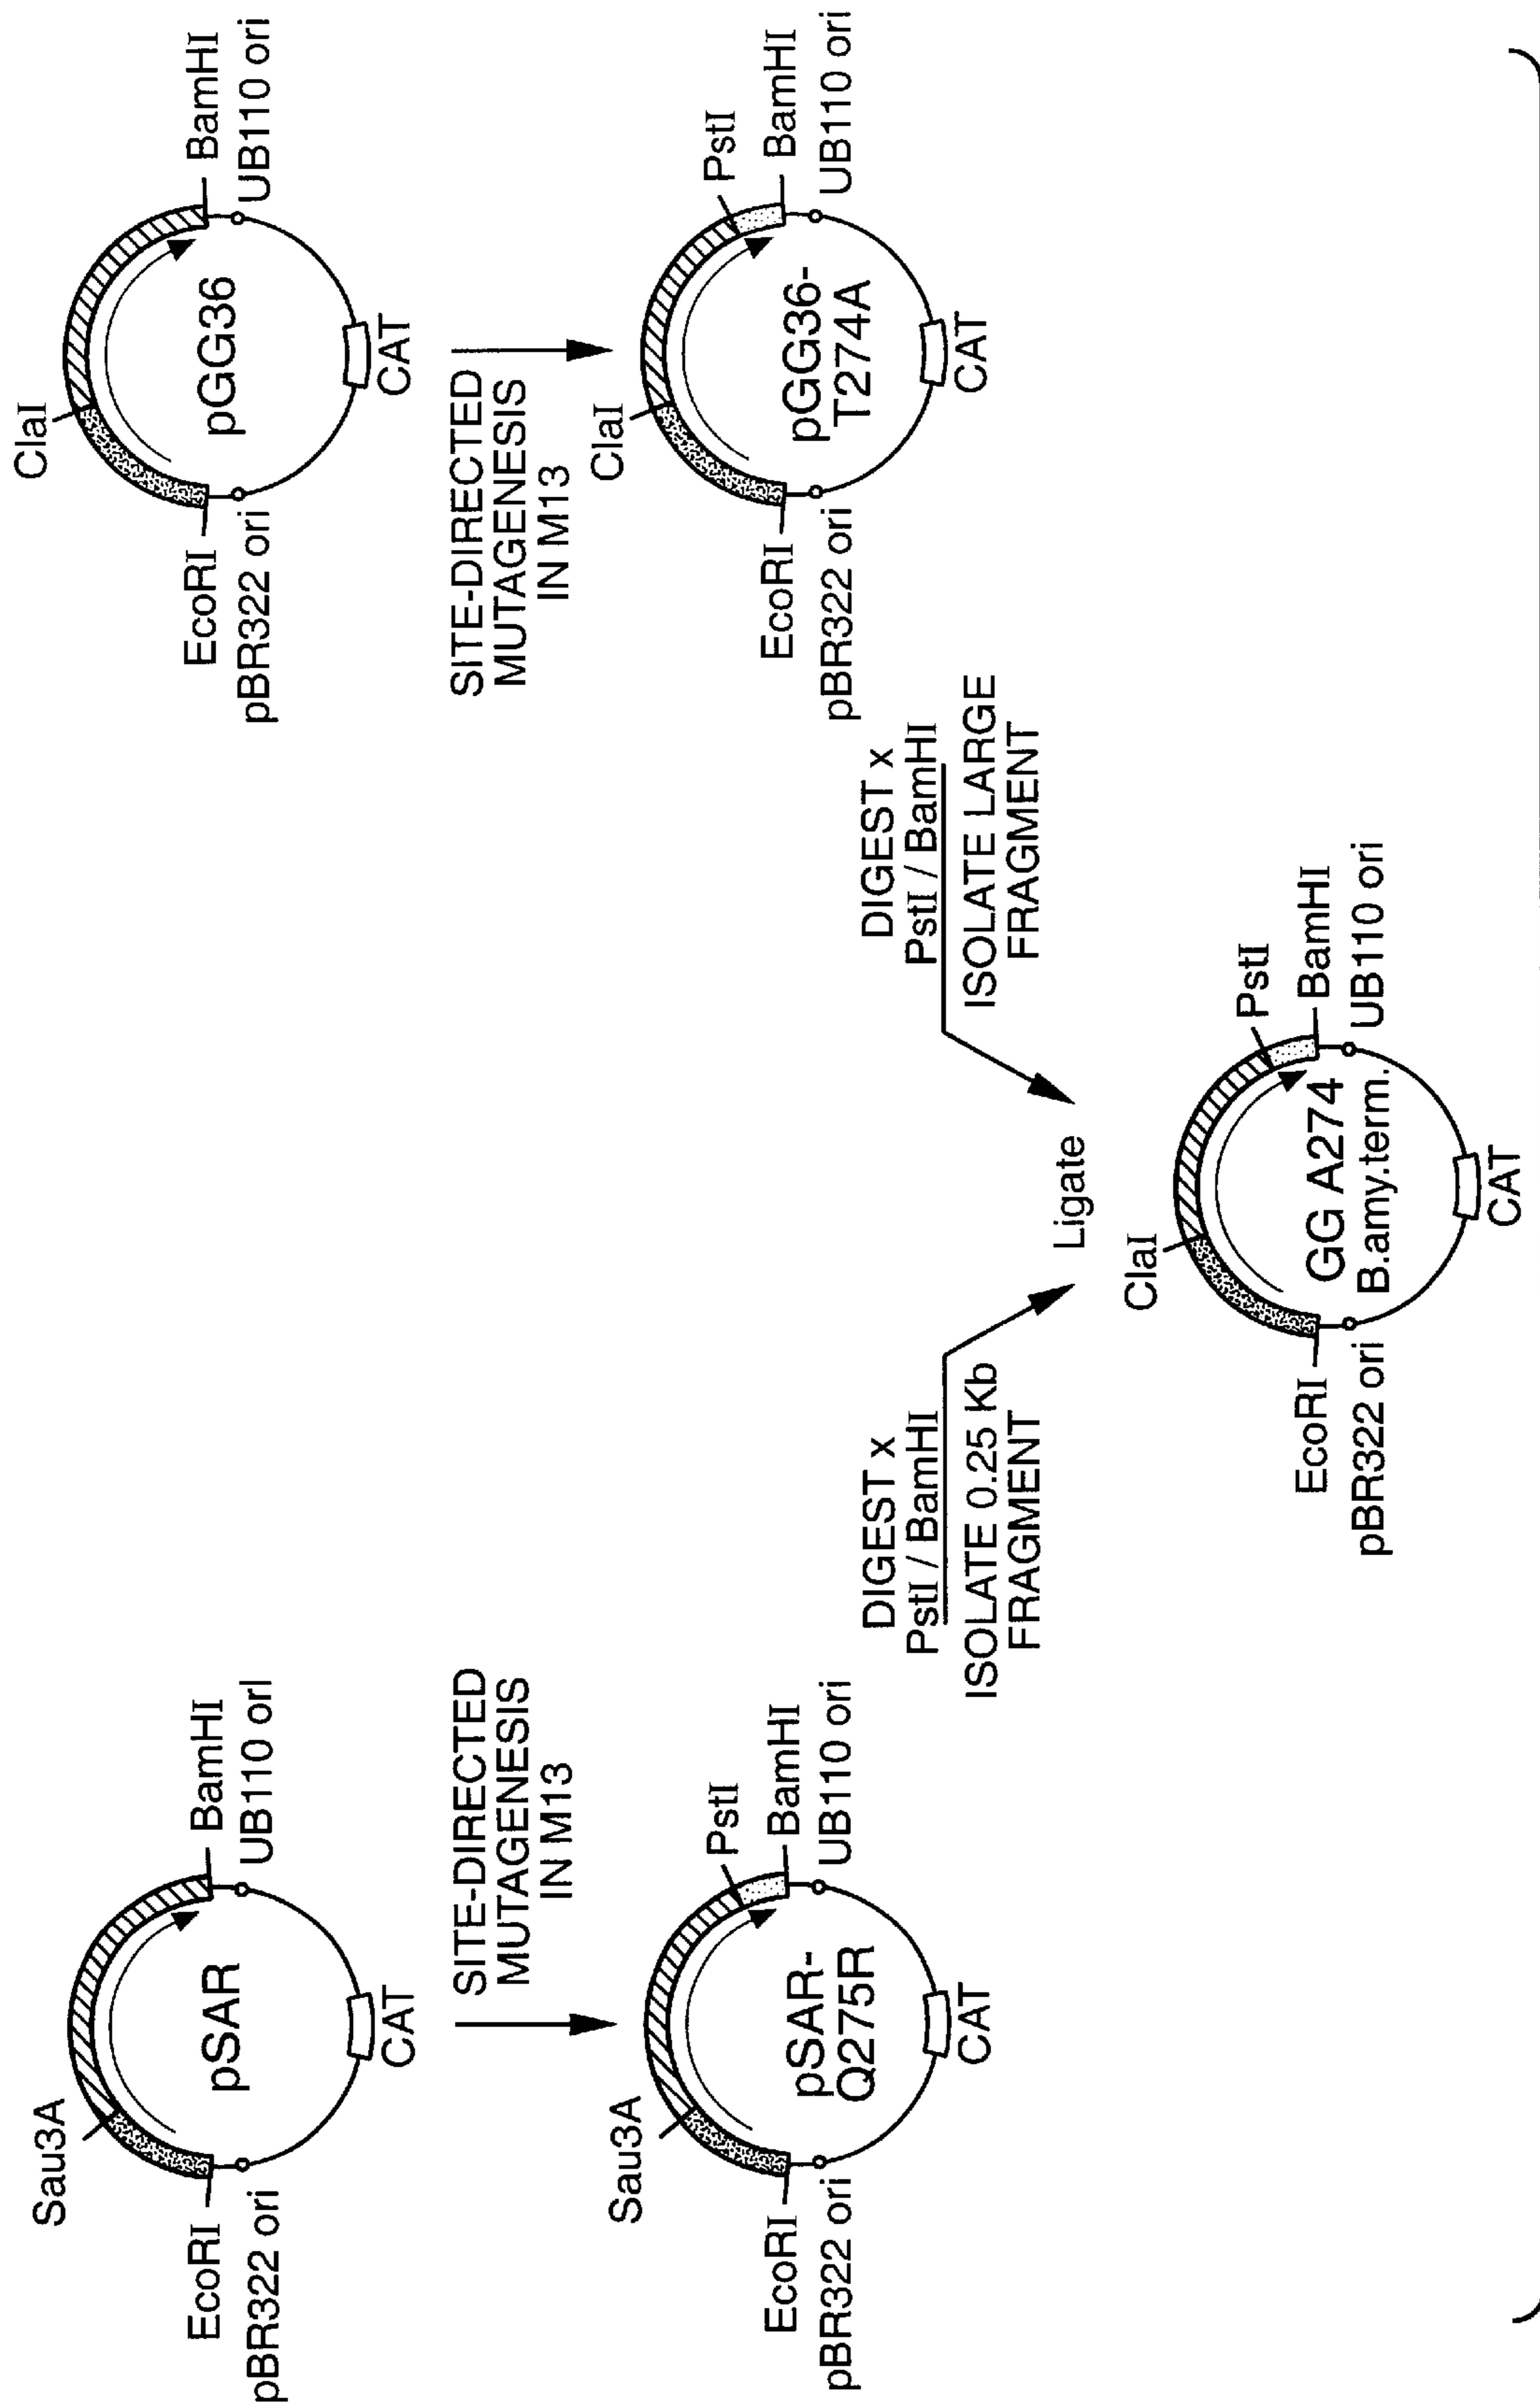 Sau3A
pSAR
EcoRI
BamHI
pBR322 ori
UB110 orI
CAT
SITE-DIRECTED
MUTAGENESIS
IN M13
Sau3A
PstI
pSAR-
Q275R
EcoRI
BamHI
pBR322 ori
UB110 ori
CAT
DIGEST x
PstI / BamHI
ISOLATE 0.25 Kb
FRAGMENT
ClaI
pGG36
EcoRI
BamHI
pBR322 ori
UB110 ori
CAT
SITE-DIRECTED
MUTAGENESIS
IN M13
ClaI
PstI
pGG36-
T274A
EcoRI
BamHI
pBR322 ori
UB110 ori
CAT
DIGEST x
PstI / BamHI
ISOLATE LARGE
FRAGMENT
Ligate
ClaI
PstI
GG A274
B.amy.term.
EcoRI
BamHI
pBR322 ori
UB110 ori
CAT